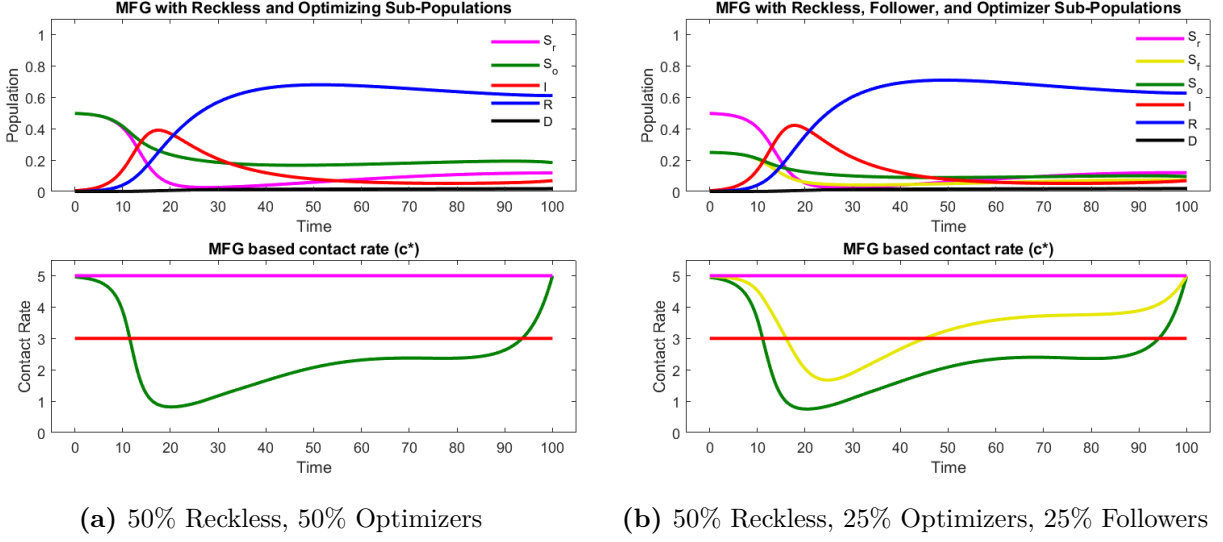 MFG with Reckless and Optimizing Sub-Populations
1
0.8
0.6
0.4
0.2
0
Population
S_r
S_o
I
R
D
0 10 20 30 40 50 60 70 80 90 100
Time
MFG based contact rate (c*)
5
4
3
2
1
0
Contact Rate
0 10 20 30 40 50 60 70 80 90 100
Time
(a) 50% Reckless, 50% Optimizers
MFG with Reckless, Follower, and Optimizer Sub-Populations
1
0.8
0.6
0.4
0.2
0
Population
S_r
S_f
S_o
I
R
D
0 10 20 30 40 50 60 70 80 90 100
Time
MFG based contact rate (c*)
5
4
3
2
1
0
Contact Rate
0 10 20 30 40 50 60 70 80 90 100
Time
(b) 50% Reckless, 25% Optimizers, 25% Followers